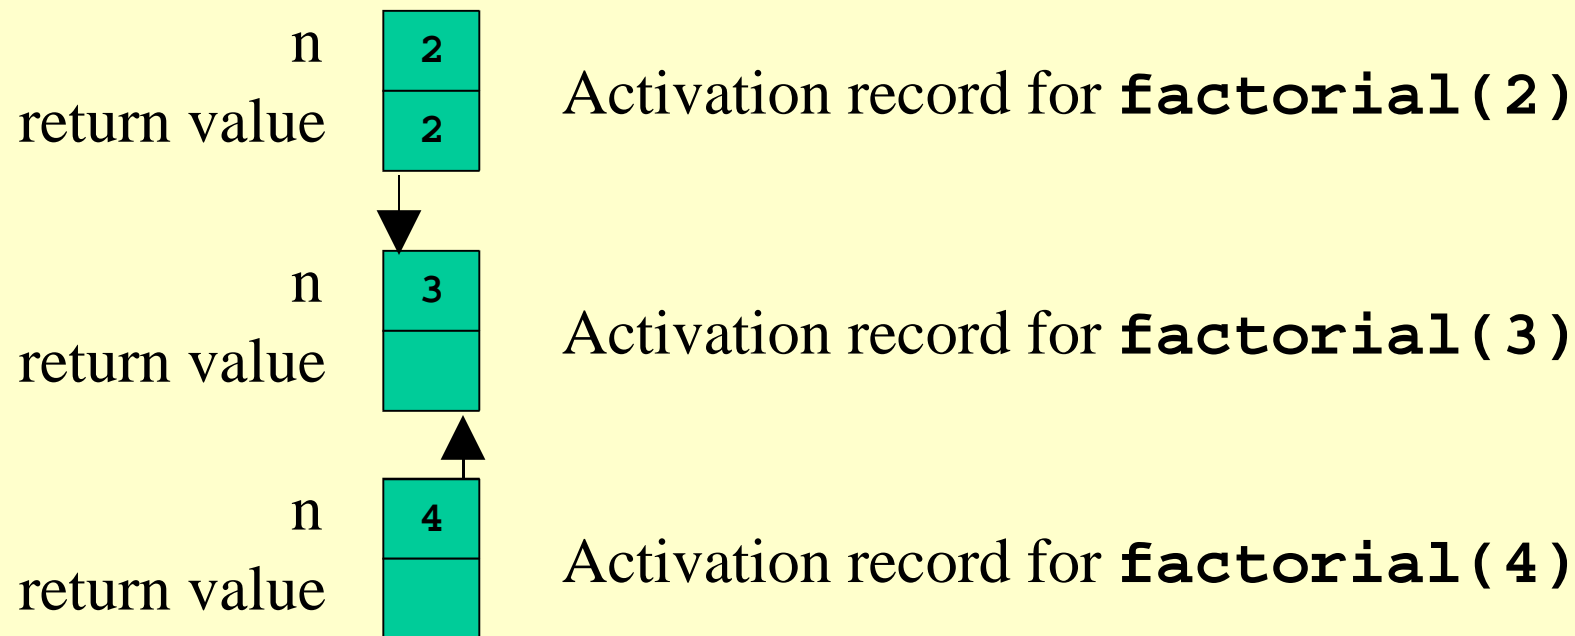 n 2
Activation record for factorial(2)
return value 2
n 3
Activation record for factorial(3)
return value
n 4
Activation record for factorial(4)
return value